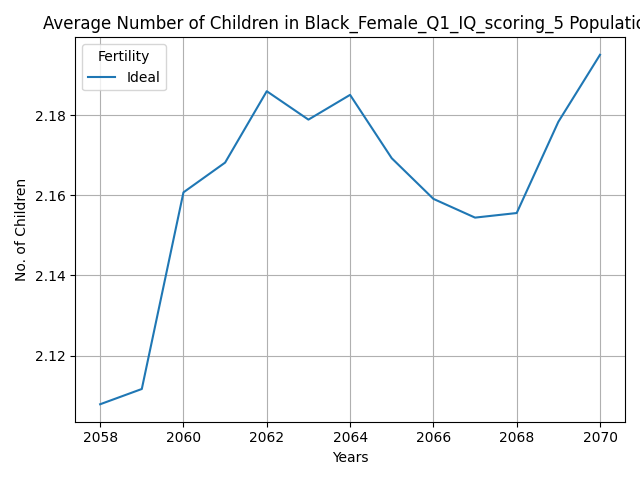 Average Number of Children in Black_Female_Q1_IQ_scoring_5 Populatio
Fertility
Ideal
No. of Children
2.18
2.16
2.14
2.12
2058 2060 2062 2064 2066 2068 2070
Years